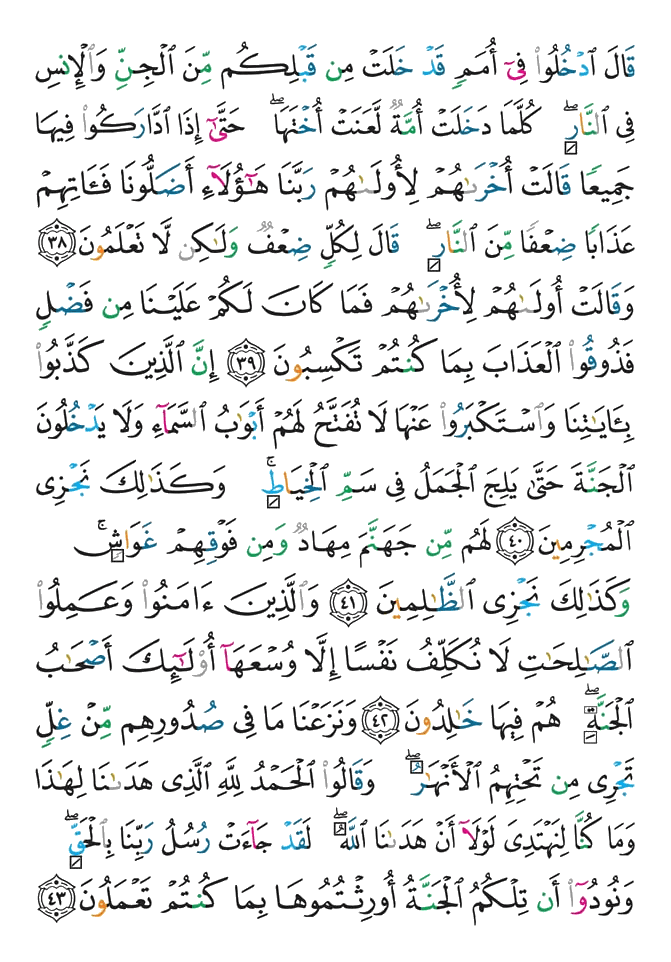 قَالَ ٱدْخُلُوا۟ فِىٓ أُمَمٍۢ قَدْ خَلَتْ مِن قَبْلِكُم مِّنَ ٱلْجِنِّ وَٱلْإِنسِ
فِى ٱلنَّارِ ۖ كُلَّمَا دَخَلَتْ أُمَّةٌۭ لَّعَنَتْ أُخْتَهَا ۖ حَتَّىٰٓ إِذَا ٱدَّارَكُوا۟ فِيهَا
جَمِيعًۭا قَالَتْ أُخْرَىٰهُمْ لِأُولَىٰهُمْ رَبَّنَا هَـٰٓؤُلَآءِ أَضَلُّونَا فَـَٔاتِهِمْ
عَذَابًۭا ضِعْفًۭا مِّنَ ٱلنَّارِ ۖ قَالَ لِكُلٍّۢ ضِعْفٌۭ وَلَـٰكِن لَّا تَعْلَمُونَ ٣٨
وَقَالَتْ أُولَىٰهُمْ لِأُخْرَىٰهُمْ فَمَا كَانَ لَكُمْ عَلَيْنَا مِن فَضْلٍۢ
فَذُوقُوا۟ ٱلْعَذَابَ بِمَا كُنتُمْ تَكْسِبُونَ ٣٩ إِنَّ ٱلَّذِينَ كَذَّبُوا۟
بِـَٔايَـٰتِنَا وَٱسْتَكْبَرُوا۟ عَنْهَا لَا تُفَتَّحُ لَهُمْ أَبْوَٰبُ ٱلسَّمَآءِ وَلَا يَدْخُلُونَ
ٱلْجَنَّةَ حَتَّىٰ يَلِجَ ٱلْجَمَلُ فِى سَمِّ ٱلْخِيَاطِ ۚ وَكَذَٰلِكَ نَجْزِى
ٱلْمُجْرِمِينَ ٤٠ لَهُم مِّن جَهَنَّمَ مِهَادٌۭ وَمِن فَوْقِهِمْ غَوَاشٍۢ ۚ
وَكَذَٰلِكَ نَجْزِى ٱلظَّـٰلِمِينَ ٤١ وَٱلَّذِينَ ءَامَنُوا۟ وَعَمِلُوا۟
ٱلصَّـٰلِحَـٰتِ لَا نُكَلِّفُ نَفْسًا إِلَّا وُسْعَهَآ أُو۟لَـٰٓئِكَ أَصْحَـٰبُ
ٱلْجَنَّةِ ۖ هُمْ فِيهَا خَـٰلِدُونَ ٤٢ وَنَزَعْنَا مَا فِى صُدُورِهِم مِّنْ غِلٍّۢ
تَجْرِى مِن تَحْتِهِمُ ٱلْأَنْهَـٰرُ ۖ وَقَالُوا۟ ٱلْحَمْدُ لِلَّهِ ٱلَّذِى هَدَىٰنَا لِهَـٰذَا
وَمَا كُنَّا لِنَهْتَدِىَ لَوْلَآ أَنْ هَدَىٰنَا ٱللَّهُ ۖ لَقَدْ جَآءَتْ رُسُلُ رَبِّنَا بِٱلْحَقِّ ۖ
وَنُودُوٓا۟ أَن تِلْكُمُ ٱلْجَنَّةُ أُورِثْتُمُوهَا بِمَا كُنتُمْ تَعْمَلُونَ ٤٣